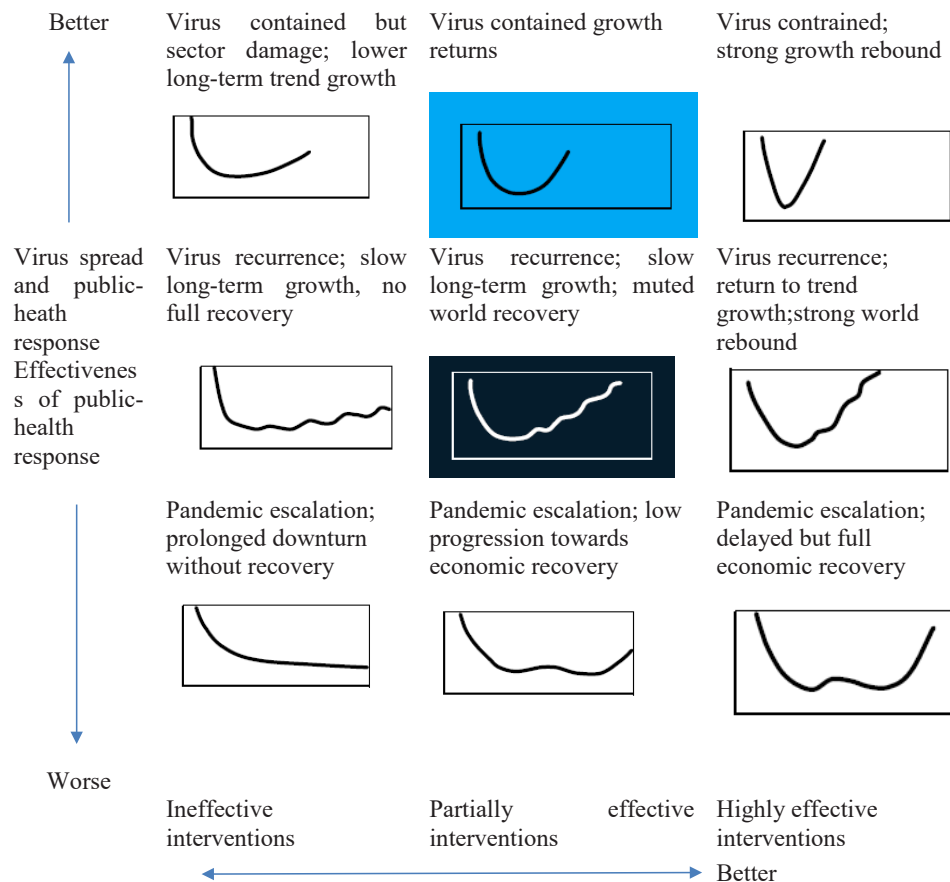 Better
Virus contained but
sector damage; lower
long-term trend growth
Virus contained growth
returns
Virus contrained;
strong growth rebound
Virus spread
and public-
heath
response
Effectivenes
s of public-
health
response
Virus recurrence; slow
long-term growth, no
full recovery
Virus recurrence; slow
long-term growth; muted
world recovery
Virus recurrence;
return to trend
growth;strong world
rebound
Pandemic escalation;
prolonged downturn
without recovery
Pandemic escalation; low
progression towards
economic recovery
Pandemic escalation;
delayed but full
economic recovery
Worse
Ineffective
interventions
Partially effective
interventions
Highly effective
interventions
Better